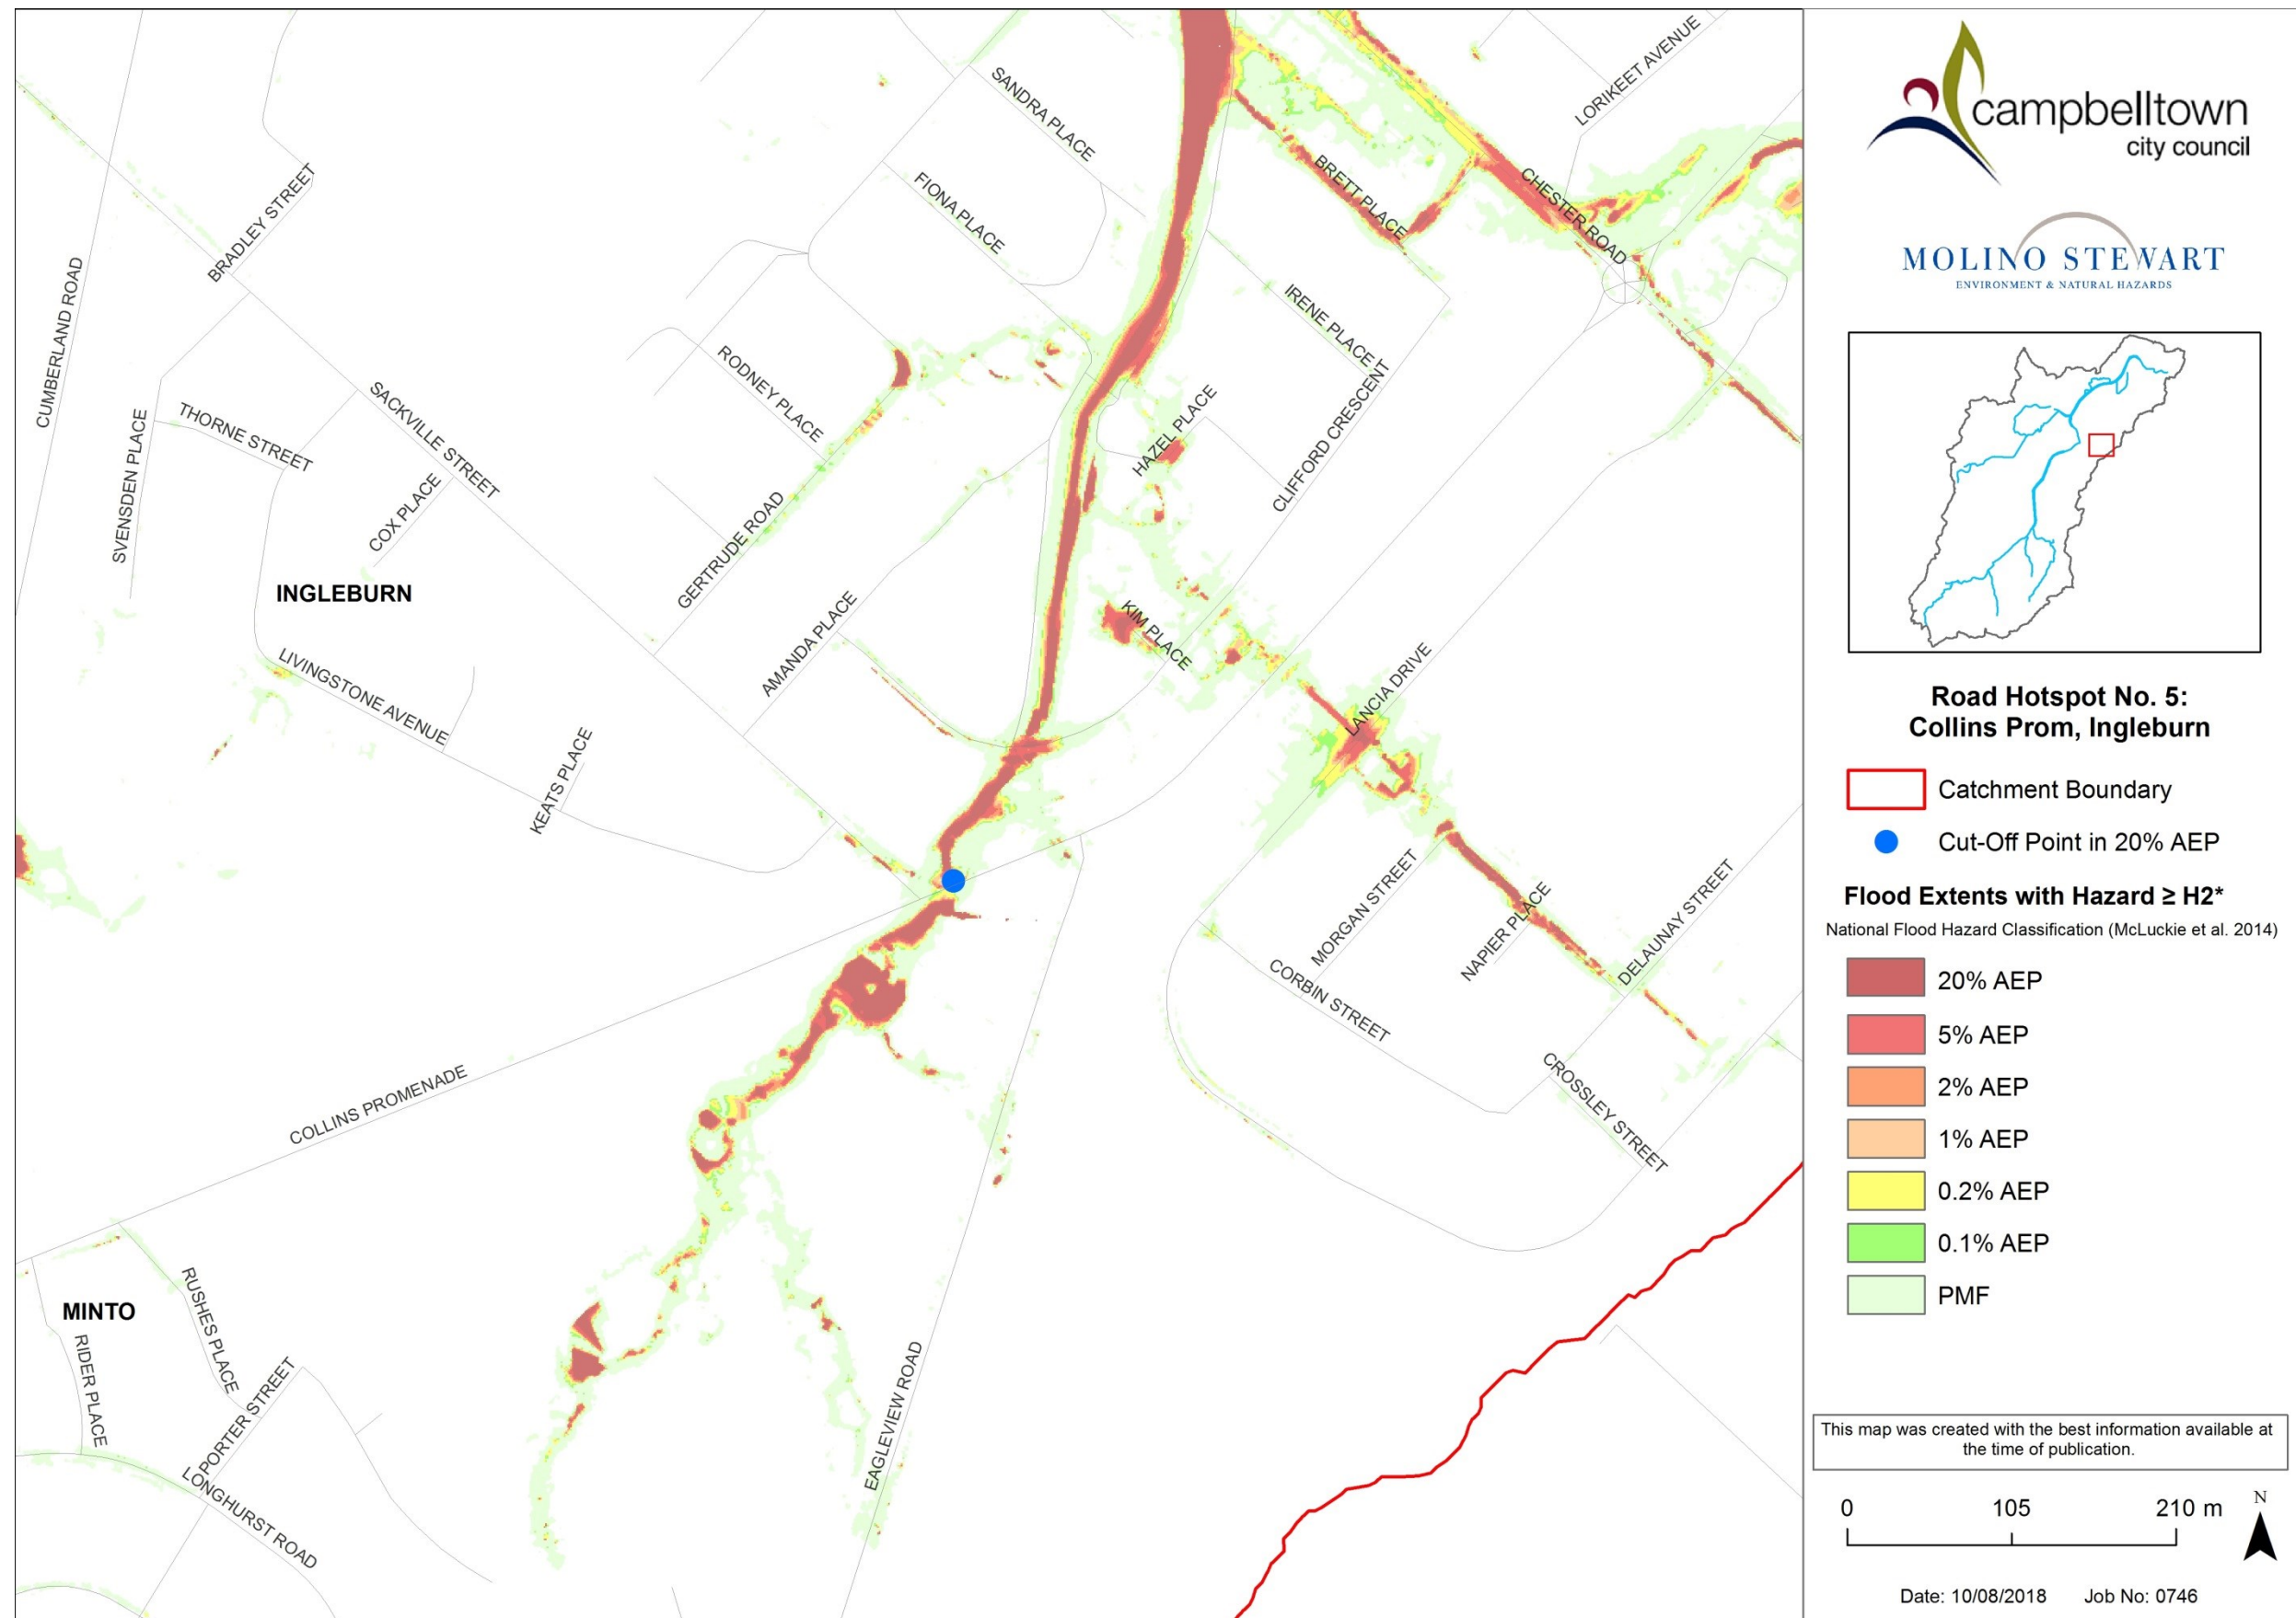 SANDRA PLACE
LORIKEET AVENUE
BRADLEY STREET
FIONA PLACE
BRETT PLACE
CHESTER ROAD
CUMBERLAND ROAD
IRENE PLACE
RODNEY PLACE
SACKVILLE STREET
THORNE STREET
SVENSDEN PLACE
COX PLACE
HAZEL PLACE
CLIFFORD CRESCENT
GERTRUDE ROAD
INGLEBURN
AMANDA PLACE
KIM PLACE
LIVINGSTONE AVENUE
LANCIA DRIVE
KEATS PLACE
MORGAN STREET
NAPIER PLACE
DELAUNAY STREET
CORBIN STREET
CROSSLEY STREET
COLLINS PROMENADE
MINTO
RUSHES PLACE
RIDER PLACE
PORTER STREET
LONGHURST ROAD
EAGLEVIEW ROAD
campbelltown
city council
MOLINO STEWART
ENVIRONMENT & NATURAL HAZARDS
Road Hotspot No. 5:
Collins Prom, Ingleburn
Catchment Boundary
Cut-Off Point in 20% AEP
Flood Extents with Hazard ≥ H2*
National Flood Hazard Classification (McLuckie et al. 2014)
20% AEP
5% AEP
2% AEP
1% AEP
0.2% AEP
0.1% AEP
PMF
This map was created with the best information available at
the time of publication.
0 105 210 m
N
Date: 10/08/2018 Job No: 0746